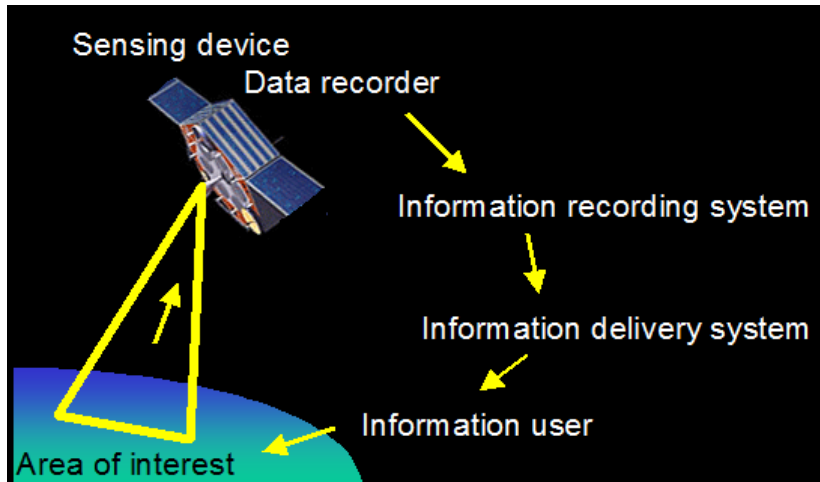 Sensing device
Data recorder
Information recording system
Information delivery system
Information user
Area of interest